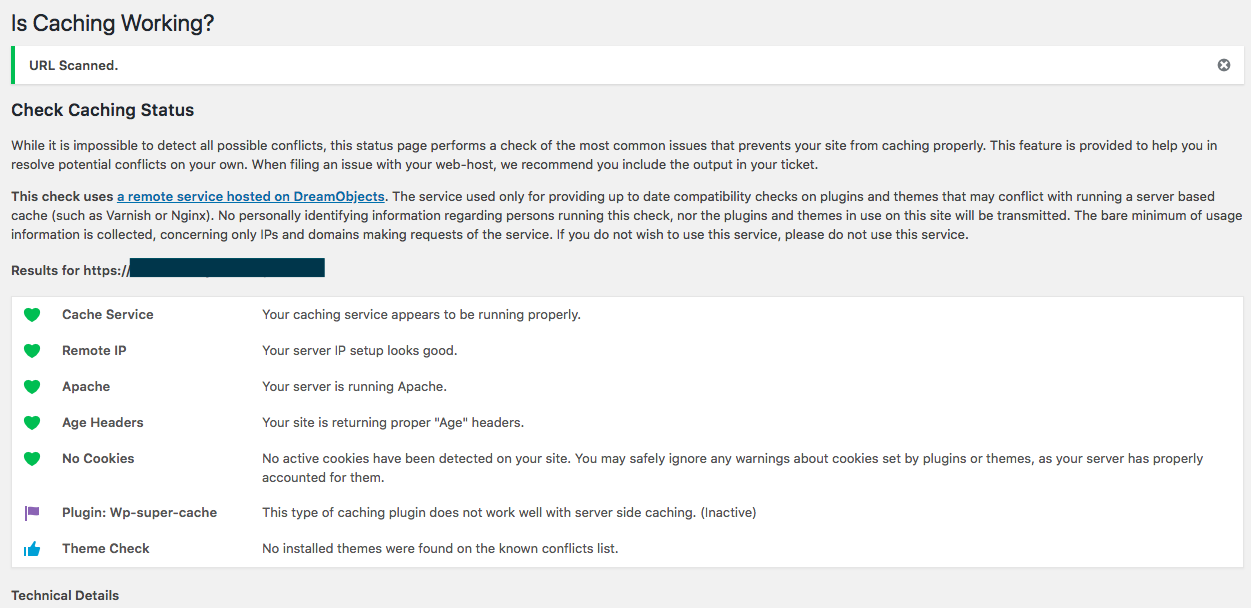 Is Caching Working?
URL Scanned.
Check Caching Status
While it is impossible to detect all possible conflicts, this status page performs a check of the most common issues that prevents your site from caching properly. This feature is provided to help you in
resolve potential conflicts on your own. When filing an issue with your web-host, we recommend you include the output in your ticket.
This check uses a remote service hosted on DreamObjects. The service used only for providing up to date compatibility checks on plugins and themes that may conflict with running a server based
cache (such as Varnish or Nginx). No personally identifying information regarding persons running this check, nor the plugins and themes in use on this site will be transmitted. The bare minimum of usage
information is collected, concerning only IPs and domains making requests of the service. If you do not wish to use this service, please do not use this service.
Results for https://
Cache Service Your caching service appears to be running properly.
Remote IP Your server IP setup looks good.
Apache Your server is running Apache.
Age Headers Your site is returning proper "Age" headers.
No Cookies No active cookies have been detected on your site. You may safely ignore any warnings about cookies set by plugins or themes, as your server has properly
accounted for them.
Plugin: Wp-super-cache This type of caching plugin does not work well with server side caching. (Inactive)
Theme Check No installed themes were found on the known conflicts list.
Technical Details